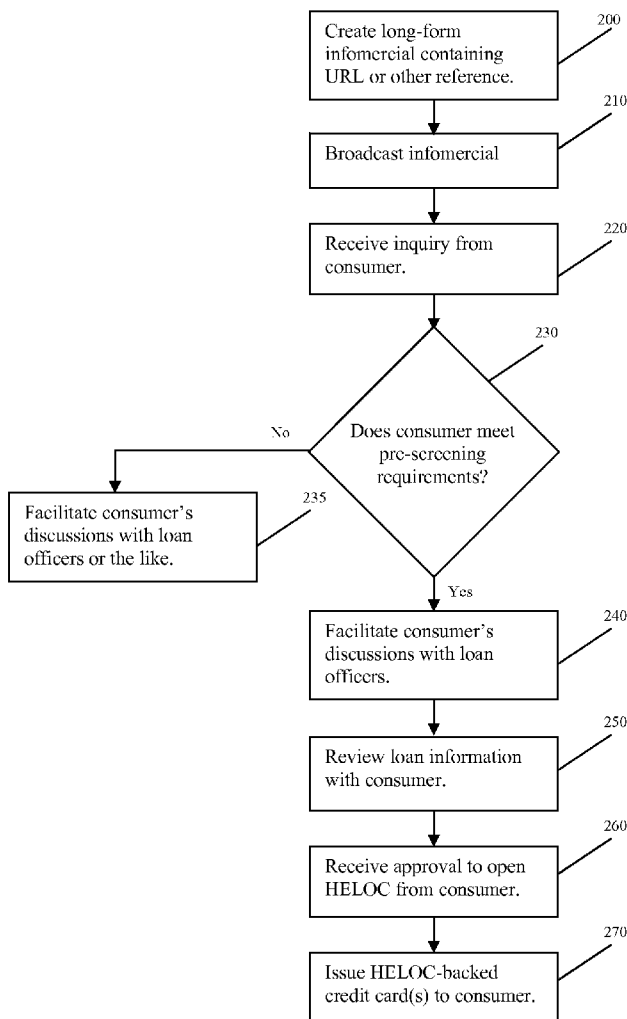 200
Create long-form
infomercial containing
URL or other reference.
210
Broadcast infomercial
220
Receive inquiry from
consumer.
230
Does consumer meet
pre-screening
requirements?
No
235
Facilitate consumer's
discussions with loan
officers or the like.
Yes
240
Facilitate consumer's
discussions with loan
officers.
250
Review loan information
with consumer.
260
Receive approval to open
HELOC from consumer.
270
Issue HELOC-backed
credit card(s) to consumer.